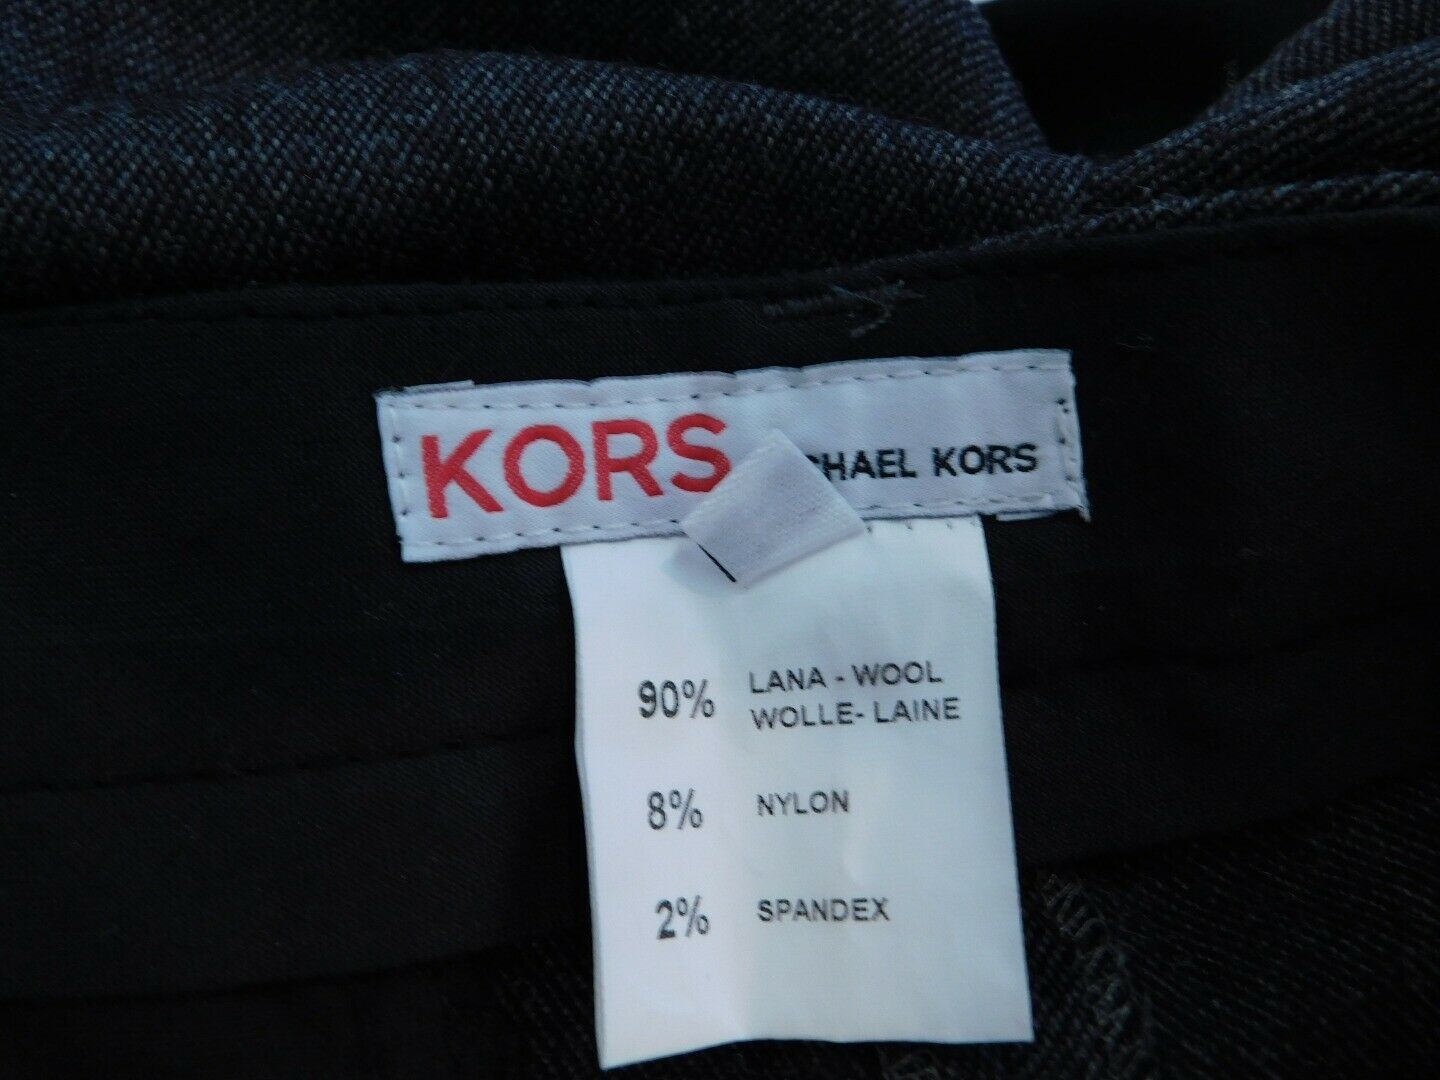 KORS
CHAEL KORS
90% LANA - WOOL
WOLLE- LAINE
8% NYLON
2% SPANDEX